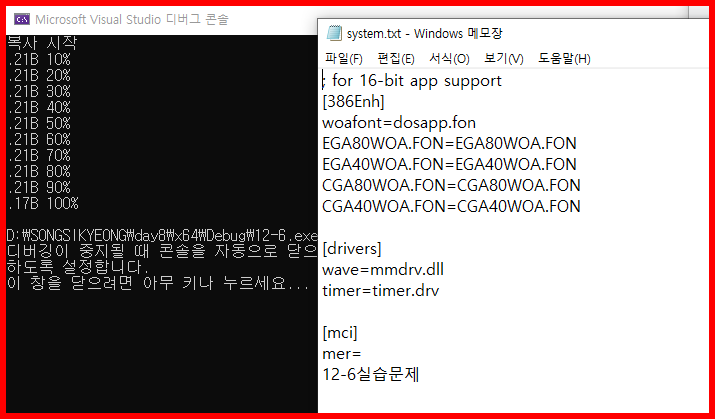 Microsoft Visual Studio 디버그 콘솔
복사 시작
.21B 10%
.21B 20%
.21B 30%
.21B 40%
.21B 50%
.21B 60%
.21B 70%
.21B 80%
.21B 90%
.17B 100%
D:\SONGSIKYEONG\day8\x64\Debug\12-6.exe
디버깅이 중지될 때 콘솔을 자동으로 닫으
하도록 설정합니다.
이 창을 닫으려면 아무 키나 누르세요...
system.txt - Windows 메모장
파일(F) 편집(E) 서식(O) 보기(V) 도움말(H)
; for 16-bit app support
[386Enh]
woafont=dosapp.fon
EGA80WOA.FON=EGA80WOA.FON
EGA40WOA.FON=EGA40WOA.FON
CGA80WOA.FON=CGA80WOA.FON
CGA40WOA.FON=CGA40WOA.FON
[drivers]
wave=mmdrv.dll
timer=timer.drv
[mci]
mer=
12-6실습문제